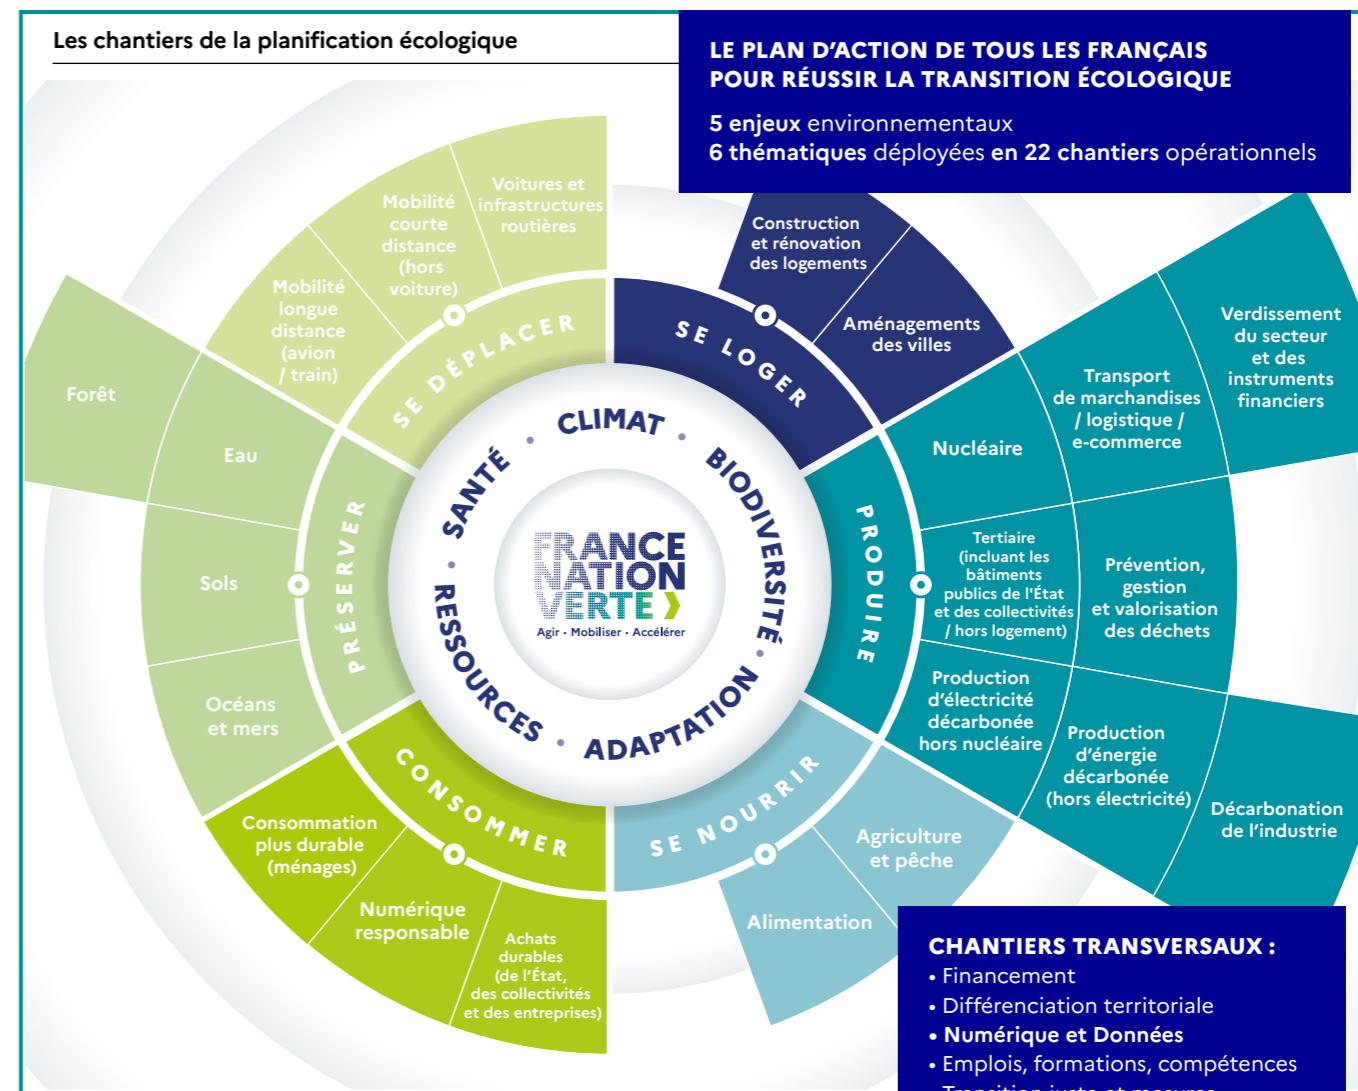 Les chantiers de la planification écologique
LE PLAN D'ACTION DE TOUS LES FRANÇAIS
POUR RÉUSSIR LA TRANSITION ÉCOLOGIQUE
5 enjeux environnementaux
6 thématiques déployées en 22 chantiers opérationnels
SE DÉPLACER
Mobilité
longue
distance
(avion
/ train)
Mobilité
courte
distance
(hors
voiture)
Voitures et
infrastructures
routières
SE LOGER
Construction
et rénovation
des logements
Aménagements
des villes
PRODUIRE
Nucléaire
Transport
de marchandises
/ logistique /
e-commerce
Verdissement
du secteur
et des
instruments
financiers
Tertiaire
(incluant les
bâtiments
publics de l'État
et des collectivités
/ hors logement)
Prévention,
gestion
et valorisation
des déchets
Production
d'électricité
décarbonée
hors nucléaire
Production
d'énergie
décarbonée
(hors électricité)
Décarbonation
de l'industrie
SE NOURRIR
Agriculture
et pêche
Alimentation
CONSOMMER
Consommation
plus durable
(ménages)
Numérique
responsable
Achats
durables
(de l'État,
des collectivités
et des entreprises)
PRÉSERVER
Forêt
Eau
Sols
Océans
et mers
SANTÉ • CLIMAT • BIODIVERSITÉ • ADAPTATION • RESSOURCES •
FRANCE
NATION
VERTE
Agir • Mobiliser • Accélérer
CHANTIERS TRANSVERSAUX :
• Financement
• Différenciation territoriale
• Numérique et Données
• Emplois, formations, compétences
• Transition juste et mesures